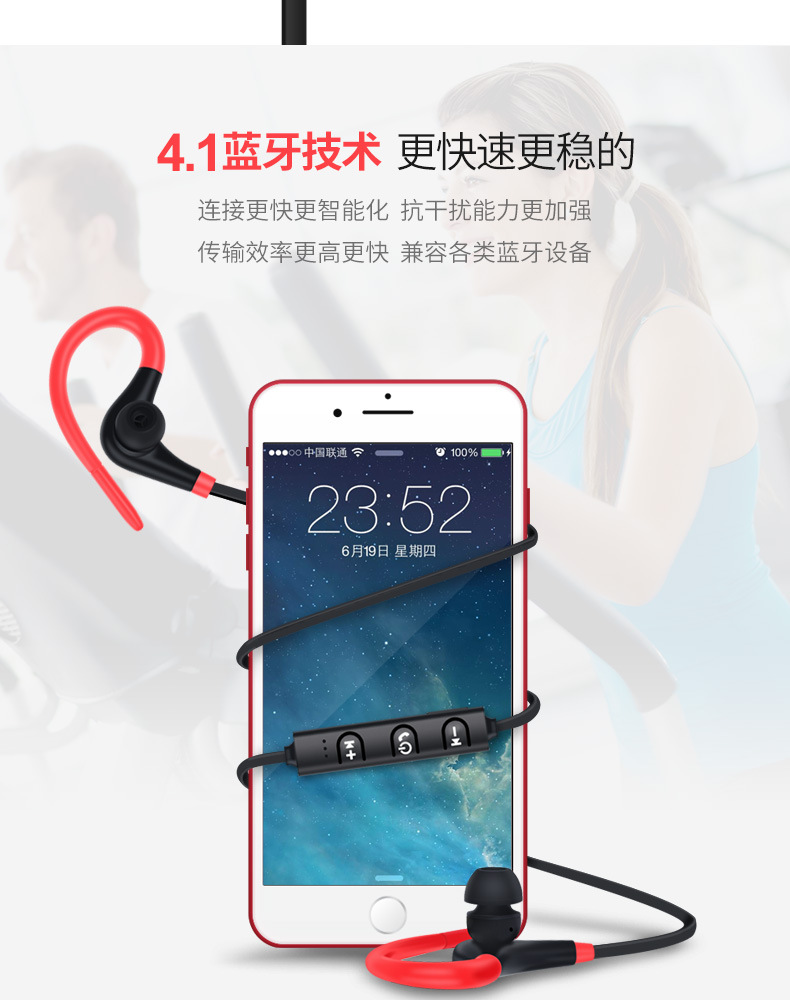 4.1蓝牙技术 更快速更稳的
连接更快更智能化 抗干扰能力更加强
传输效率更高更快 兼容各类蓝牙设备
中国联通 100%
23:52
6月19日 星期四